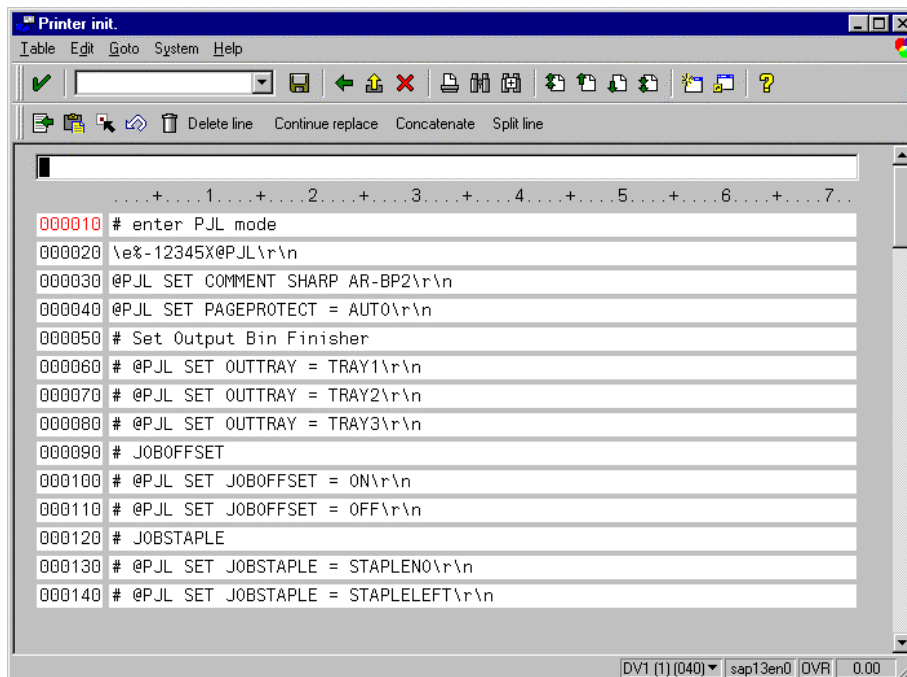 Printer init.
Table Edit Goto System Help
Delete line Continue replace Concatenate Split line
....+....1....+....2....+....3....+....4....+....5....+....6....+....7..
000010 # enter PJL mode
000020 \e%-12345X@PJL\r\n
000030 @PJL SET COMMENT SHARP AR-BP2\r\n
000040 @PJL SET PAGEPROTECT = AUTO\r\n
000050 # Set Output Bin Finisher
000060 # @PJL SET OUTTRAY = TRAY1\r\n
000070 # @PJL SET OUTTRAY = TRAY2\r\n
000080 # @PJL SET OUTTRAY = TRAY3\r\n
000090 # JOBOFFSET
000100 # @PJL SET JOBOFFSET = ON\r\n
000110 # @PJL SET JOBOFFSET = OFF\r\n
000120 # JOBSTAPLE
000130 # @PJL SET JOBSTAPLE = STAPLENO\r\n
000140 # @PJL SET JOBSTAPLE = STAPLELEFT\r\n
DV1 (1) (040) sap13en0 OVR 0.00